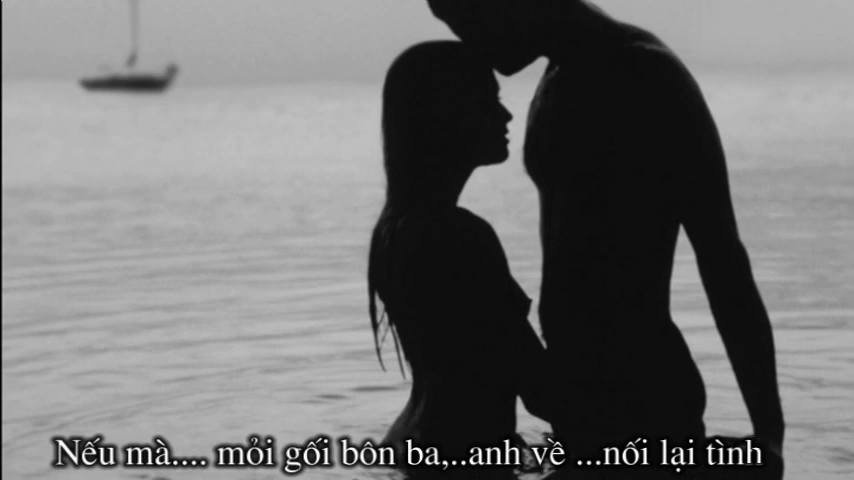 Nếu mà.... mỏi gối bôn ba,..anh về ...nối lại tình